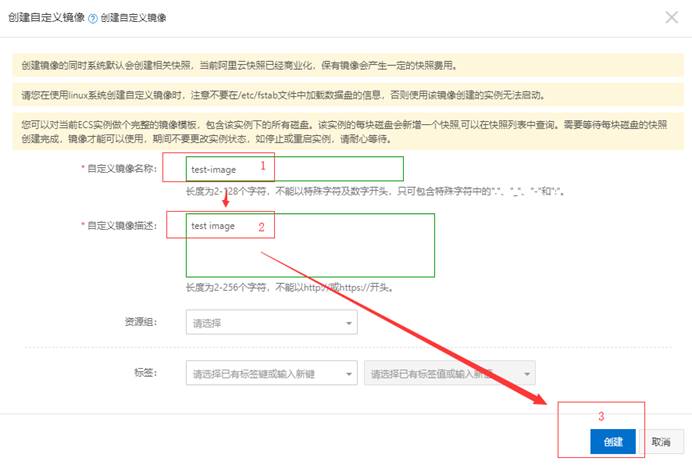 创建自定义镜像 ? 创建自定义镜像
创建镜像的同时系统默认会创建相关快照，当前阿里云快照已经商业化，保有镜像会产生一定的快照费用。
请您在使用linux系统创建自定义镜像时，注意不要在/etc/fstab文件中加载数据盘的信息，否则使用该镜像创建的实例无法启动。
您可以对当前ECS实例做个完整的镜像模板，包含该实例下的所有磁盘。该实例的每块磁盘会新增一个快照,可以在快照列表中查询。需要等待每块磁盘的快照
创建完成，镜像才能可以使用，期间不要更改实例状态，如停止或重启实例，请耐心等待。
* 自定义镜像名称： test-image 1
长度为2-128个字符，不能以特殊字符及数字开头，只可包含特殊字符中的"."、"_"、"-"和":"。
* 自定义镜像描述： test image 2
长度为2-256个字符，不能以http://或https://开头。
资源组： 请选择
标签： 请选择已有标签键或输入新键 请选择已有标签值或输入新值
3
创建 取消